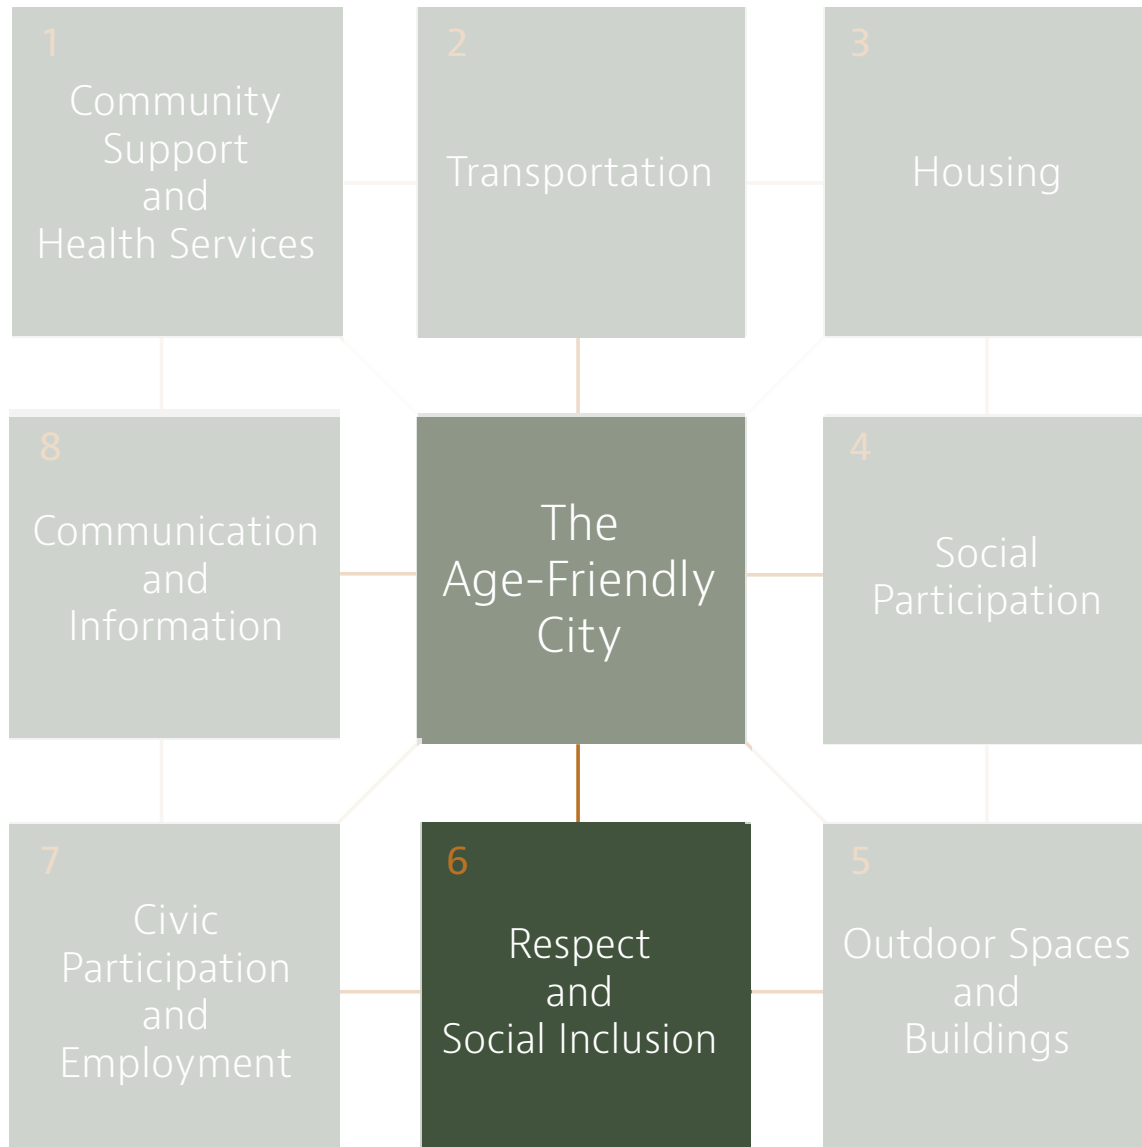 1
Community
Support
and
Health Services
2
Transportation
3
Housing
8
Communication
and
Information
The
Age-Friendly
City
4
Social
Participation
7
Civic
Participation
and
Employment
6
Respect
and
Social Inclusion
5
Outdoor Spaces
and
Buildings